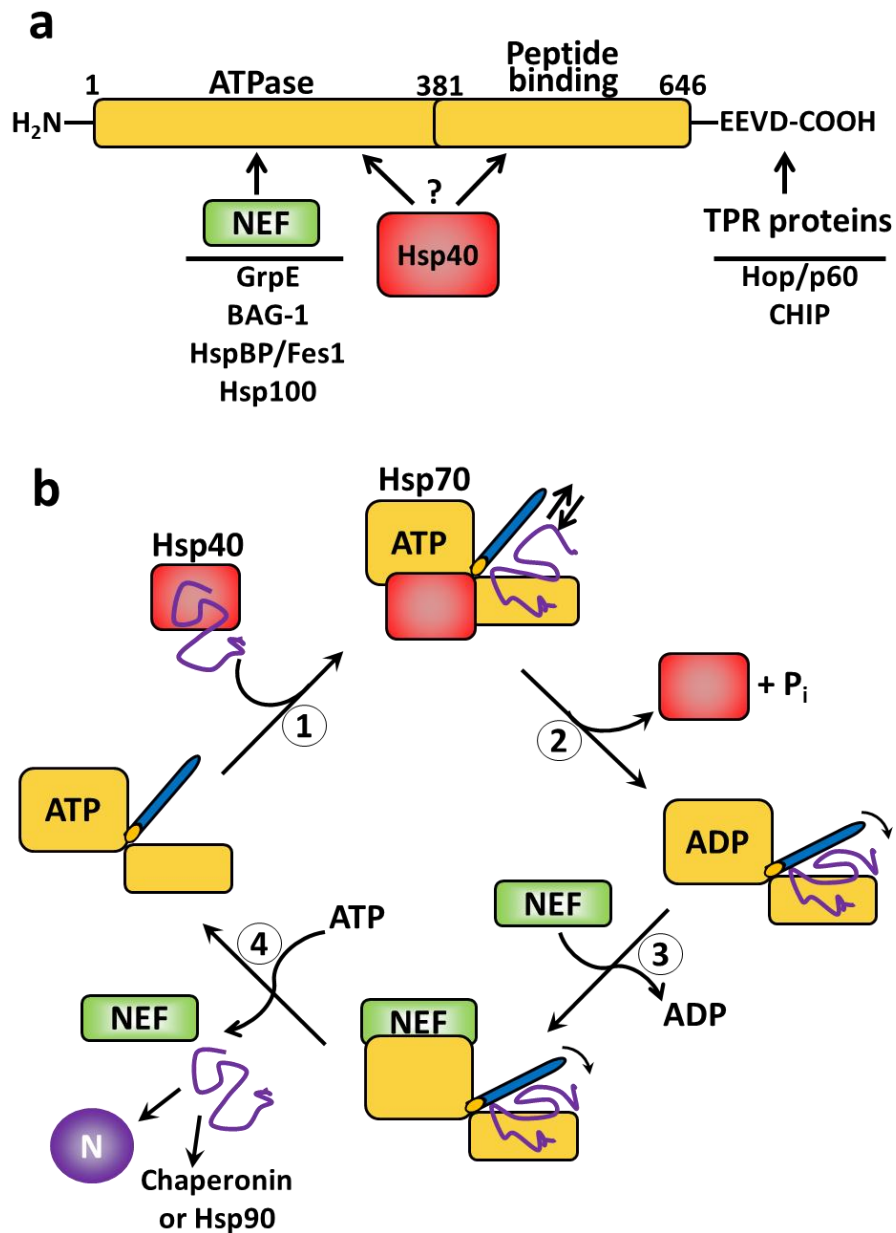 a
Peptide
1 ATPase 381 binding 646
H₂N EEVD-COOH
?
NEF Hsp40 TPR proteins
GrpE Hop/p60
BAG-1 CHIP
HspBP/Fes1
Hsp100
b
Hsp70
Hsp40 ATP
1
+ Pᵢ
2
ATP
ADP
NEF
ATP
4
3
NEF
ADP
NEF
N
Chaperonin
or Hsp90